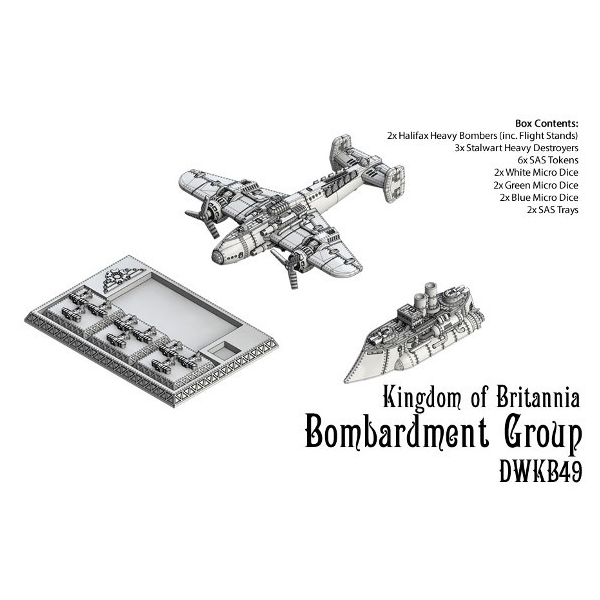 Box Contents:
2x Halifax Heavy Bombers (inc. Flight Stands)
3x Stalwart Heavy Destroyers
6x SAS Tokens
2x White Micro Dice
2x Green Micro Dice
2x Blue Micro Dice
2x SAS Trays
Kingdom of Britannia
Bombardment Group
DWKB49